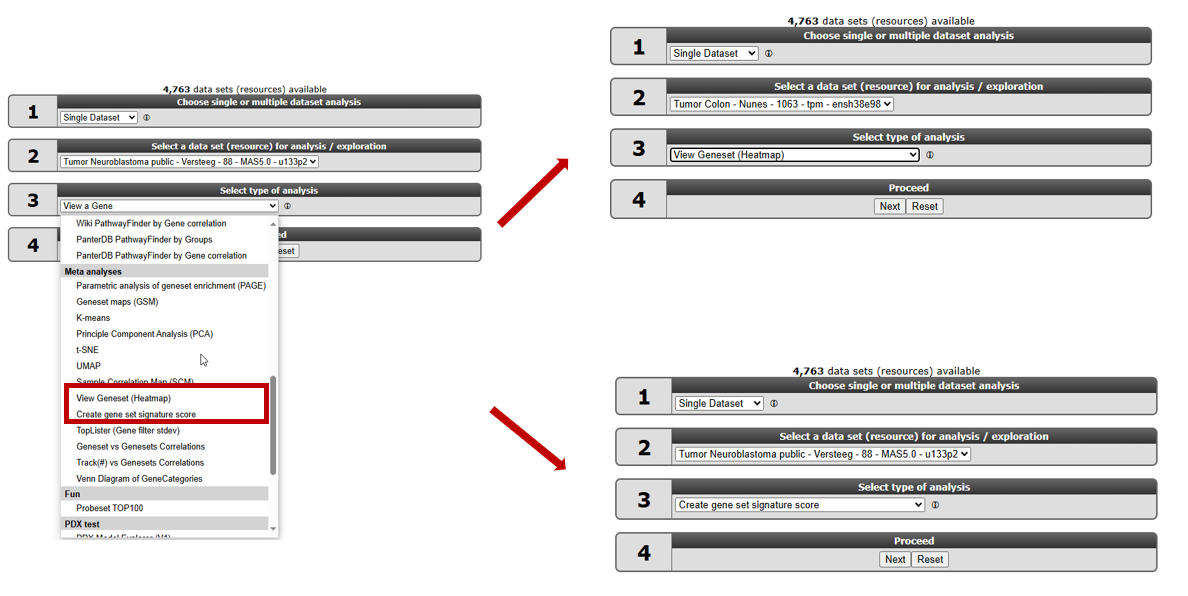 4,763 data sets (resources) available
1
Choose single or multiple dataset analysis
Single Dataset
2
Select a data set (resource) for analysis / exploration
Tumor Neuroblastoma public - Versteeg - 88 - MAS5.0 - u133p2
3
Select type of analysis
View a Gene
4
ed
eset
Wiki PathwayFinder by Gene correlation
PanterDB PathwayFinder by Groups
PanterDB PathwayFinder by Gene correlation
Meta analyses
Parametric analysis of geneset enrichment (PAGE)
Geneset maps (GSM)
K-means
Principle Component Analysis (PCA)
t-SNE
UMAP
Sample Correlation Map (SCM)
View Geneset (Heatmap)
Create gene set signature score
TopLister (Gene filter stdev)
Geneset vs Genesets Correlations
Track(#) vs Genesets Correlations
Venn Diagram of GeneCategories
Fun
Probeset TOP100
PDX test
PDX Model Explorer (V1)
4,763 data sets (resources) available
1
Choose single or multiple dataset analysis
Single Dataset
2
Select a data set (resource) for analysis / exploration
Tumor Colon - Nunes - 1063 - tpm - ensh38e98
3
Select type of analysis
View Geneset (Heatmap)
4
Proceed
Next Reset
4,763 data sets (resources) available
1
Choose single or multiple dataset analysis
Single Dataset
2
Select a data set (resource) for analysis / exploration
Tumor Neuroblastoma public - Versteeg - 88 - MAS5.0 - u133p2
3
Select type of analysis
Create gene set signature score
4
Proceed
Next Reset